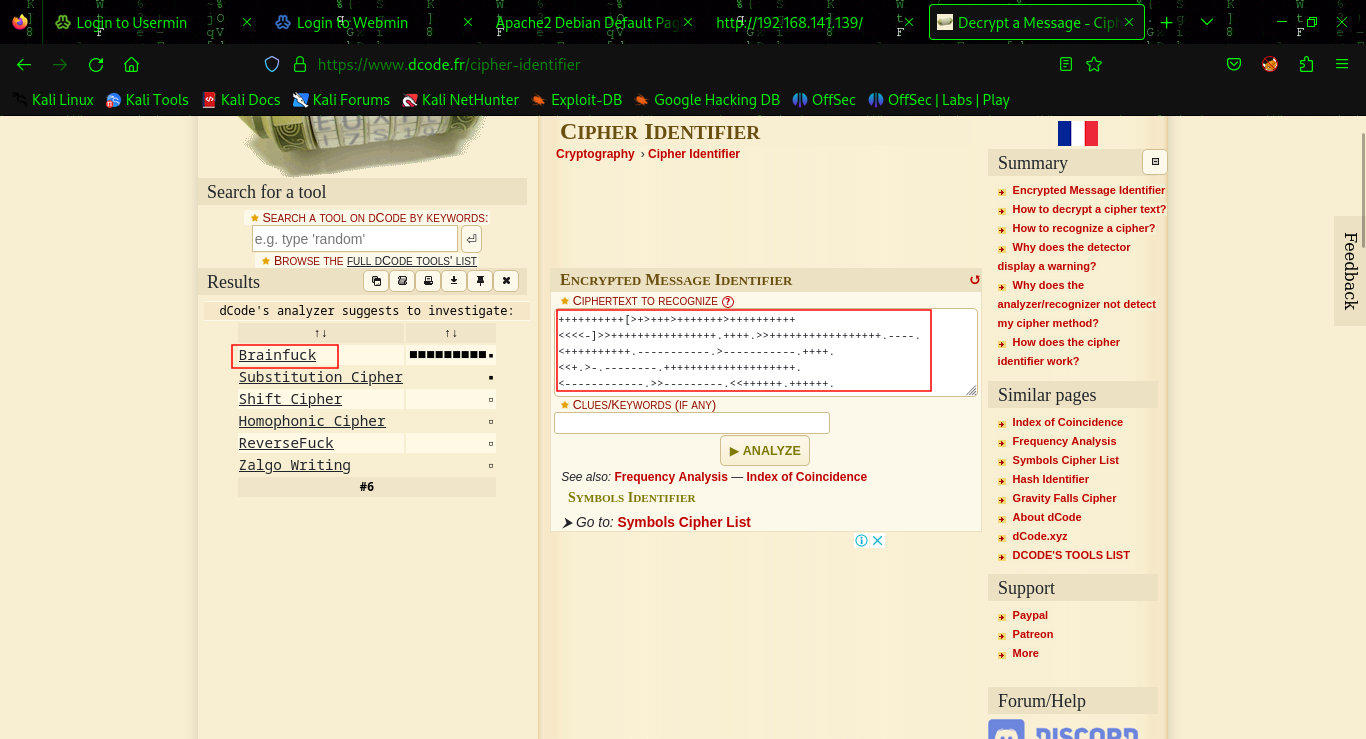 Login to Usermin
Login to Webmin
Apache2 Debian Default Pag
http://192.168.141.139/
Decrypt a Message - Ciph
https://www.dcode.fr/cipher-identifier
Kali Linux
Kali Tools
Kali Docs
Kali Forums
Kali NetHunter
Exploit-DB
Google Hacking DB
OffSec
OffSec | Labs | Play
Search for a tool
SEARCH A TOOL ON DCODE BY KEYWORDS:
e.g. type 'random'
BROWSE THE FULL DCODE TOOLS' LIST
Results
dCode's analyzer suggests to investigate:
↑↓ ↑↓
Brainfuck
Substitution Cipher
Shift Cipher
Homophonic Cipher
ReverseFuck
Zalgo Writing
#6
CIPHER IDENTIFIER
Cryptography › Cipher Identifier
ENCRYPTED MESSAGE IDENTIFIER
CIPHERTEXT TO RECOGNIZE ?
++++++++++[>+>+++>+++++++>++++++++++
<<<<-]>>++++++++++++++++.++++.>>+++++++++++++++++.----.
<++++++++++.-----------.>-----------.++++.
<<+.>-.--------.++++++++++++++++++++.
<------------.>>---------.<<++++++.++++++.
CLUES/KEYWORDS (IF ANY)
▶ ANALYZE
See also: Frequency Analysis — Index of Coincidence
SYMBOLS IDENTIFIER
➤ Go to: Symbols Cipher List
Summary
Encrypted Message Identifier
How to decrypt a cipher text?
How to recognize a cipher?
Why does the detector
display a warning?
Why does the
analyzer/recognizer not detect
my cipher method?
How does the cipher
identifier work?
Similar pages
Index of Coincidence
Frequency Analysis
Symbols Cipher List
Hash Identifier
Gravity Falls Cipher
About dCode
dCode.xyz
DCODE'S TOOLS LIST
Support
Paypal
Patreon
More
Forum/Help
DISCORD
Feedback